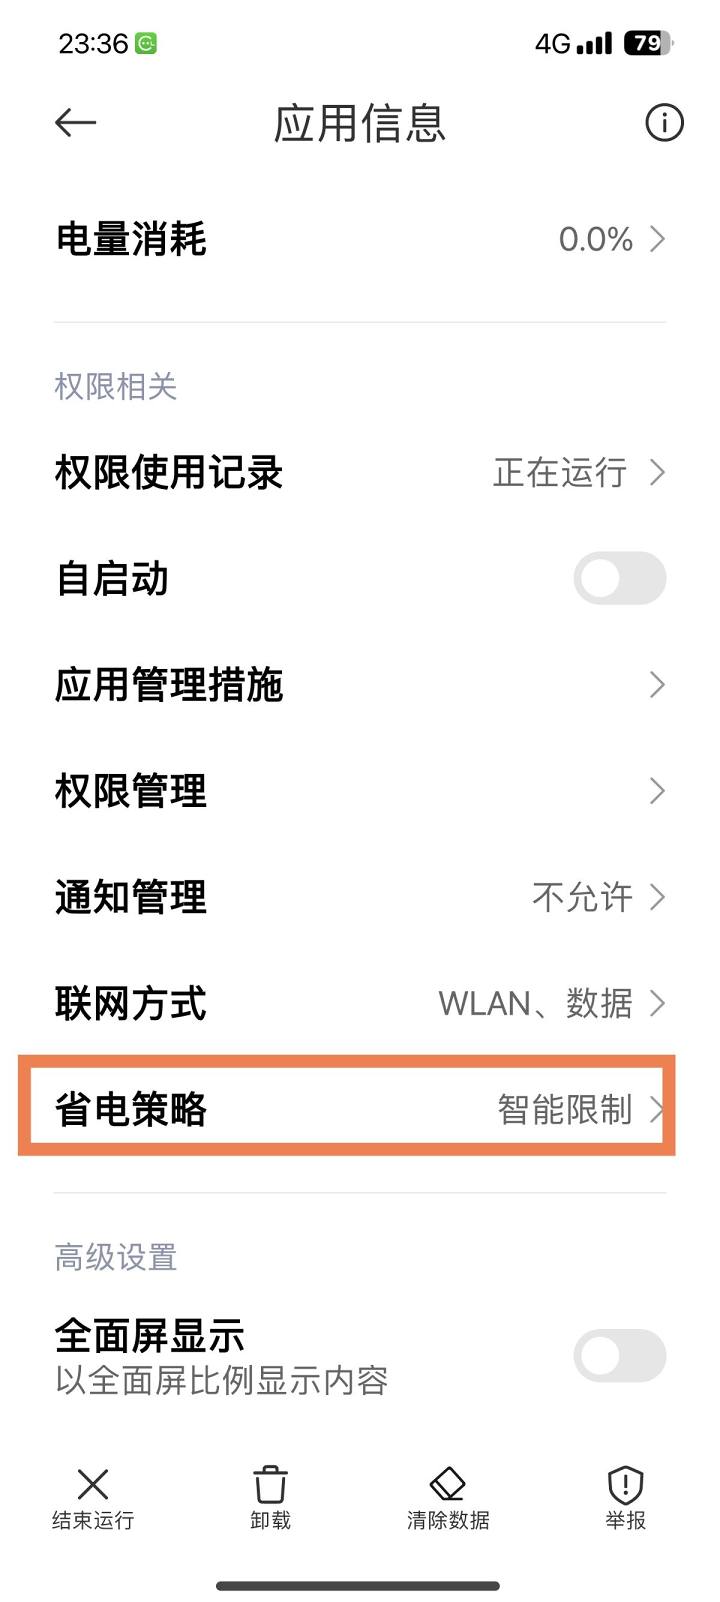 23:36
4G 79
应用信息
电量消耗 0.0%
权限相关
权限使用记录 正在运行
自启动
应用管理措施
权限管理
通知管理 不允许
联网方式 WLAN、数据
省电策略 智能限制
高级设置
全面屏显示
以全面屏比例显示内容
结束运行 卸载 清除数据 举报